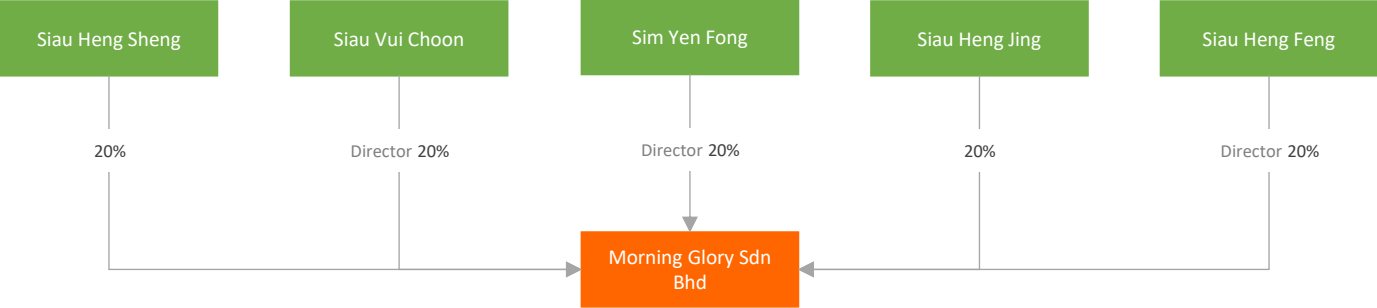 Siau Heng Sheng
Siau Vui Choon
Sim Yen Fong
Siau Heng Jing
Siau Heng Feng
20%
Director 20%
Director 20%
20%
Director 20%
Morning Glory Sdn
Bhd